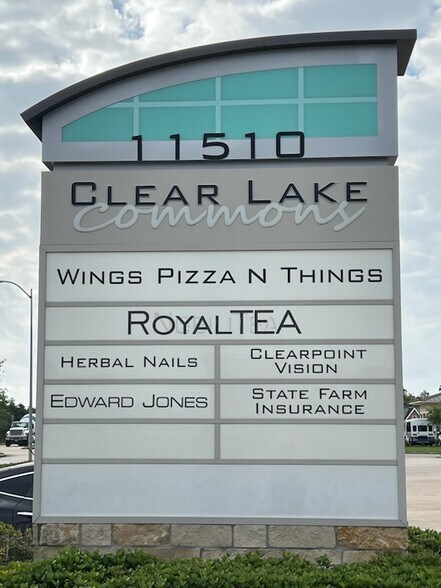 11510
CLEAR LAKE
commons
WINGS PIZZA N THINGS
ROYALTEA
HERBAL NAILS
CLEARPOINT
VISION
EDWARD JONES
STATE FARM
INSURANCE